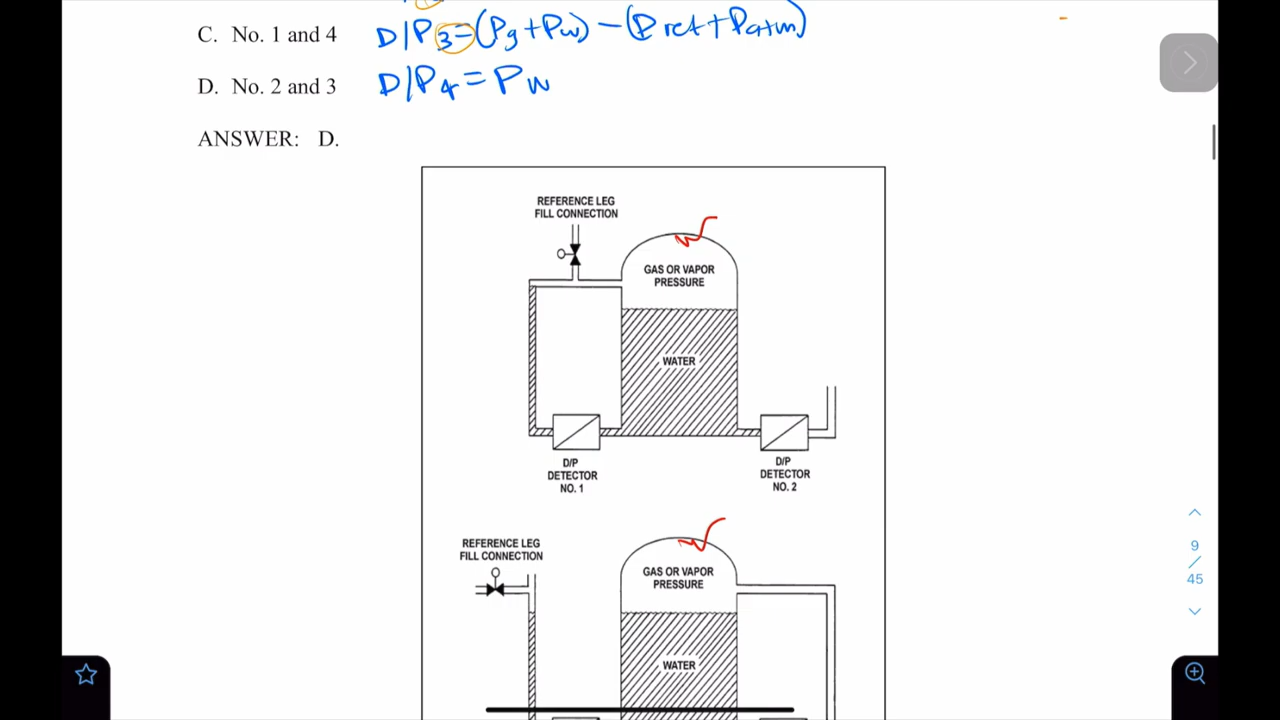 C. No. 1 and 4
D/P3=(Pg+Pw)-(Pref+Patm)
D. No. 2 and 3
D/P4=Pw
ANSWER: D.
REFERENCE LEG
FILL CONNECTION
GAS OR VAPOR
PRESSURE
WATER
D/P
DETECTOR
NO. 1
D/P
DETECTOR
NO. 2
REFERENCE LEG
FILL CONNECTION
GAS OR VAPOR
PRESSURE
WATER
9
/
45